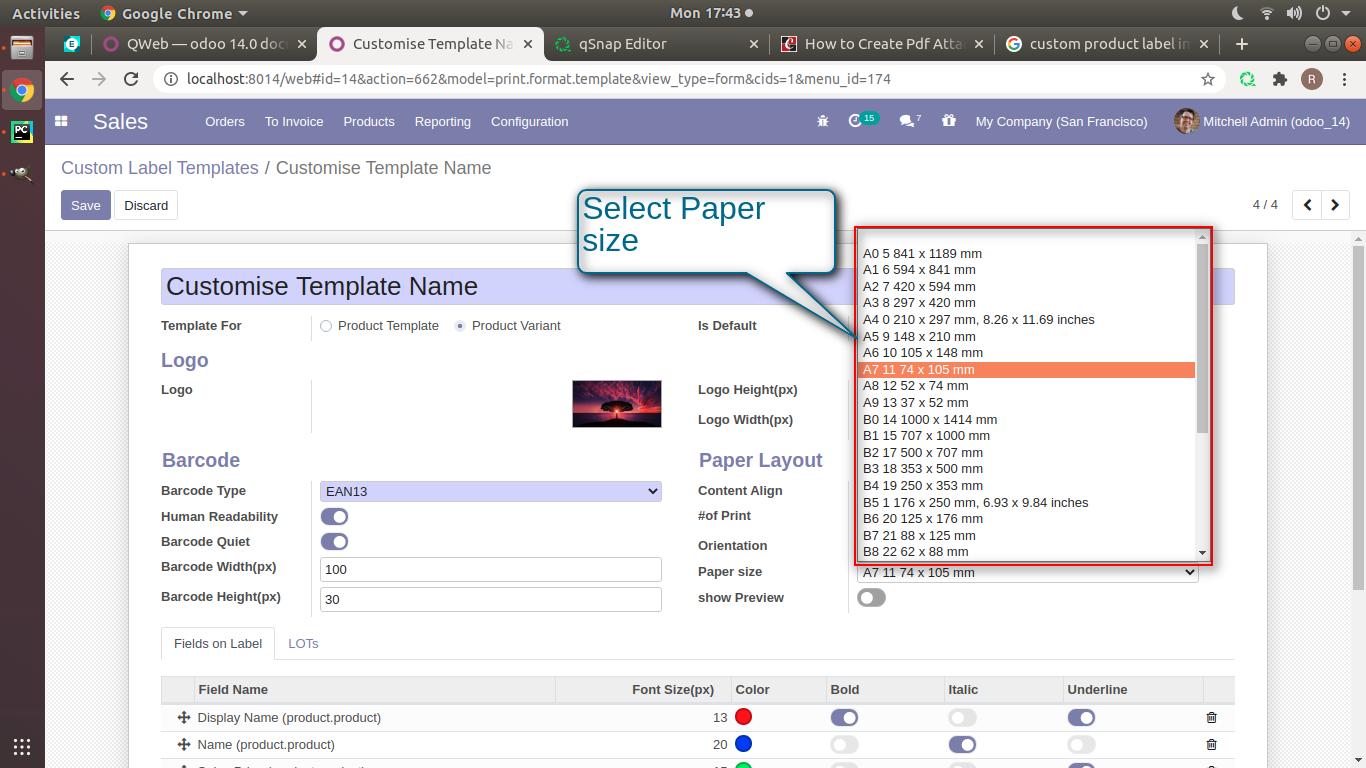 Activities
Google Chrome
Mon 17:43
QWeb — odoo 14.0 doc
Customise Template Na
qSnap Editor
How to Create Pdf Atta
custom product label in
localhost:8014/web#id=14&action=662&model=print.format.template&view_type=form&cids=1&menu_id=174
R
Sales
Orders
To Invoice
Products
Reporting
Configuration
15
7
My Company (San Francisco)
Mitchell Admin (odoo_14)
Custom Label Templates / Customise Template Name
Save
Discard
4 / 4
Select Paper
size
Customise Template Name
Template For
Product Template
Product Variant
Is Default
Logo
Logo
Logo Height(px)
Logo Width(px)
Barcode
Barcode Type
EAN13
Human Readability
Barcode Quiet
Barcode Width(px)
100
Barcode Height(px)
30
Paper Layout
Content Align
#of Print
Orientation
Paper size
A0 5 841 x 1189 mm
A1 6 594 x 841 mm
A2 7 420 x 594 mm
A3 8 297 x 420 mm
A4 0 210 x 297 mm, 8.26 x 11.69 inches
A5 9 148 x 210 mm
A6 10 105 x 148 mm
A7 11 74 x 105 mm
A8 12 52 x 74 mm
A9 13 37 x 52 mm
B0 14 1000 x 1414 mm
B1 15 707 x 1000 mm
B2 17 500 x 707 mm
B3 18 353 x 500 mm
B4 19 250 x 353 mm
B5 1 176 x 250 mm, 6.93 x 9.84 inches
B6 20 125 x 176 mm
B7 21 88 x 125 mm
B8 22 62 x 88 mm
A7 11 74 x 105 mm
show Preview
Fields on Label
LOTs
Field Name
Font Size(px)
Color
Bold
Italic
Underline
Display Name (product.product)
13
Name (product.product)
20